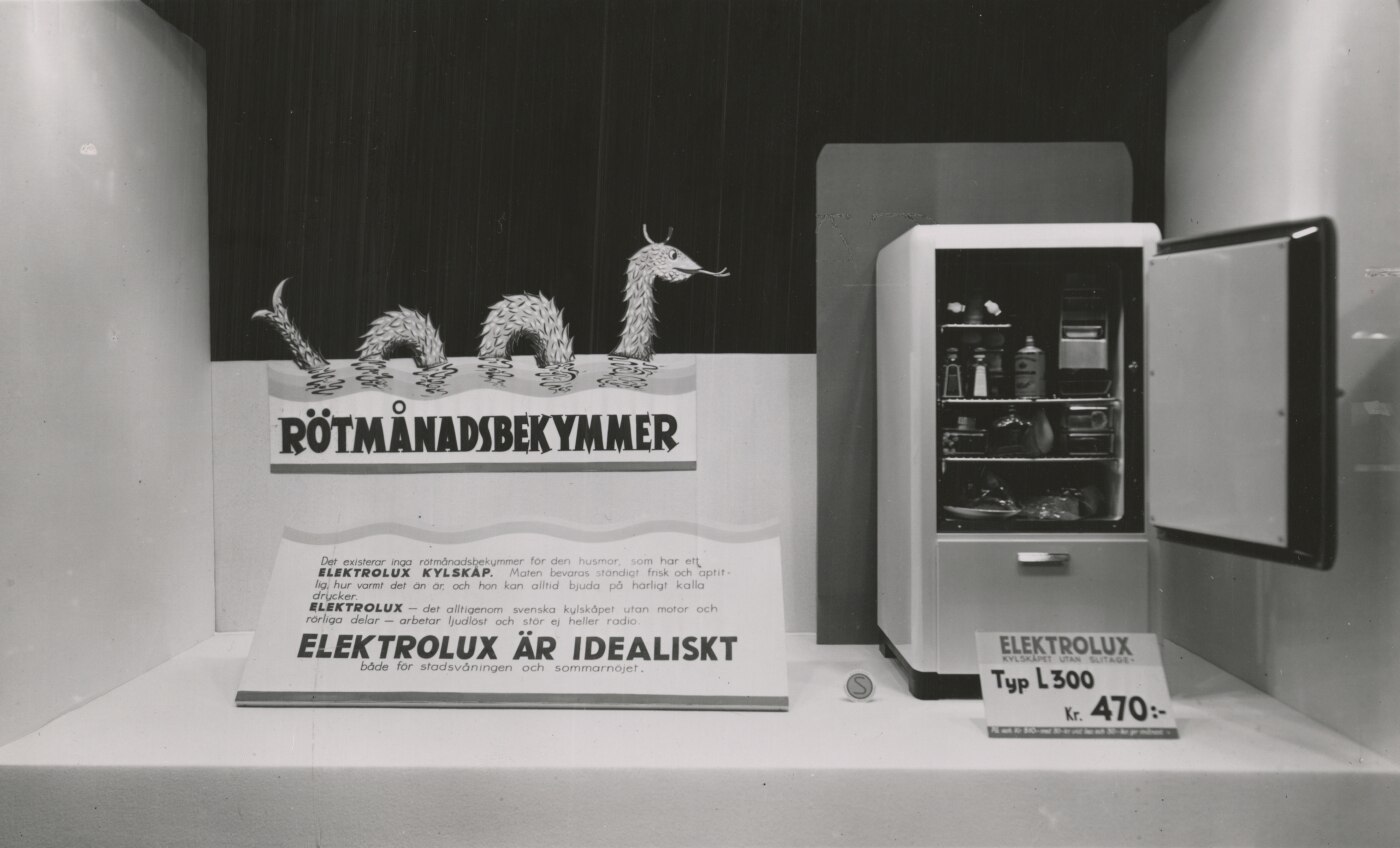 RÖTMÅNADSBEKYMMER
Det existerar inga rötmånadsbekymmer för den husmor, som har ett
ELEKTROLUX KYLSKÅP. Maten bevaras ständigt frisk och aptit-
lig, hur varmt det än är, och hon kan alltid bjuda på härligt kalla
drycker.
ELEKTROLUX — det alltigenom svenska kylskåpet utan motor och
rörliga delar — arbetar ljudlöst och stör ej heller radio.
ELEKTROLUX ÄR IDEALISKT
både för stadsvåningen och sommarnöjet.
S
ELEKTROLUX
KYLSKÅPET UTAN SLITAGE
Typ L300
Kr. 470:-